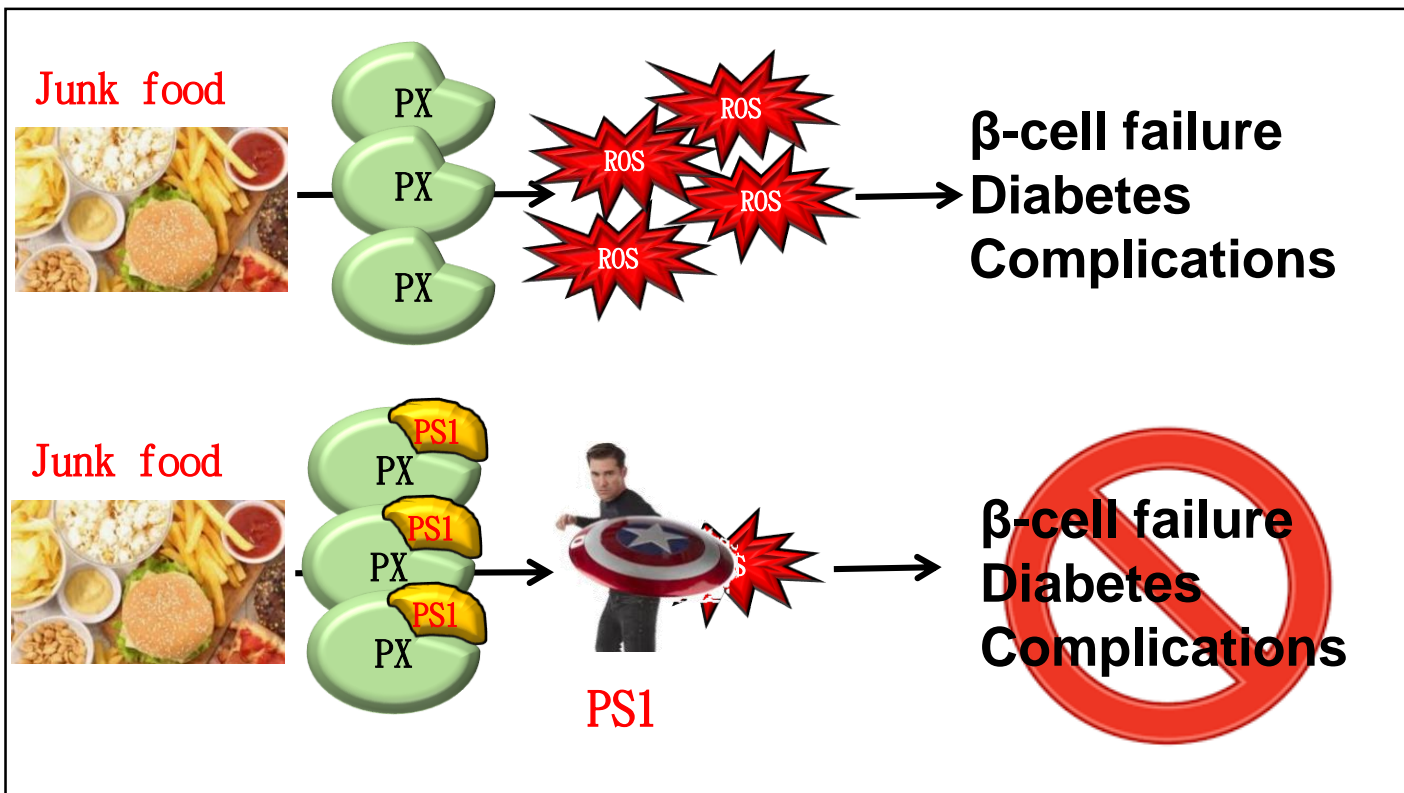 Junk food
PX
PX
PX
ROS
ROS
ROS
ROS
β-cell failure
Diabetes
Complications
Junk food
PS1
PX
PS1
PX
PS1
PX
PS1
β-cell failure
Diabetes
Complications